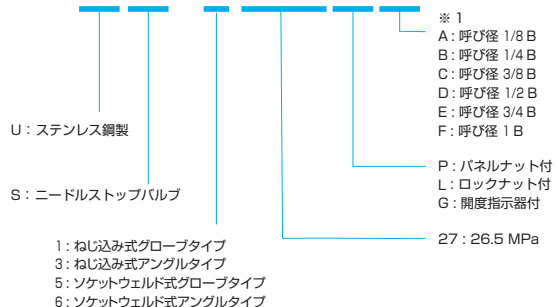 ※ 1
A : 呼び径 1/8 B
B : 呼び径 1/4 B
C : 呼び径 3/8 B
D : 呼び径 1/2 B
E : 呼び径 3/4 B
F : 呼び径 1 B
U : ステンレス鋼製
P : パネルナット付
L : ロックナット付
G : 開度指示器付
S : ニードルストップバルブ
27 : 26.5 MPa
1 : ねじ込み式グローブタイプ
3 : ねじ込み式アングルタイプ
5 : ソケットウェルド式グローブタイプ
6 : ソケットウェルド式アングルタイプ